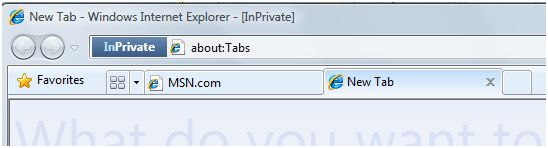 New Tab - Windows Internet Explorer - [InPrivate]
InPrivate about:Tabs
Favorites MSN.com New Tab
What do you want to